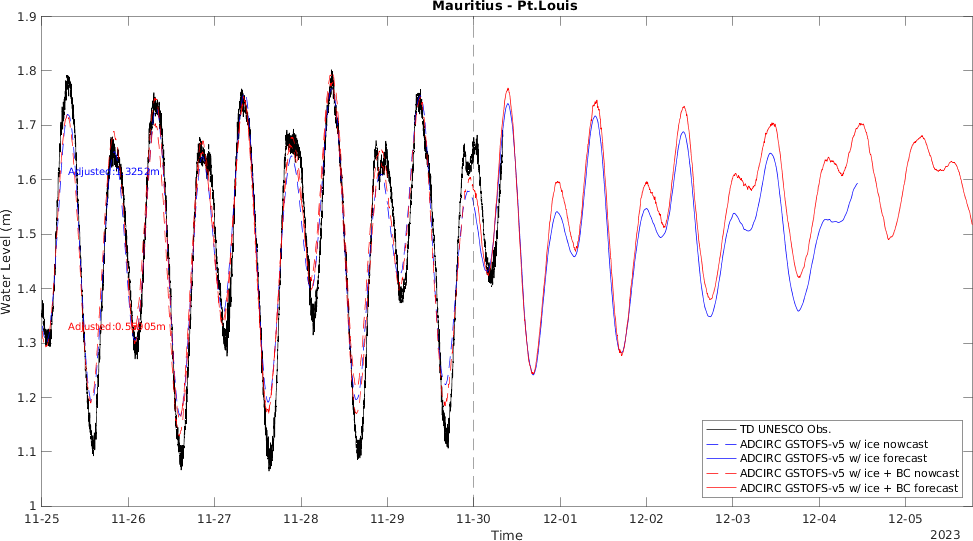 Mauritius - Pt.Louis
1.9
1.8
1.7
1.6
1.5
1.4
1.3
1.2
1.1
1
Water Level (m)
Adjusted:1.3252m
11-25
11-26
11-27
11-28
11-29
11-30
12-01
12-02
12-03
12-04
12-05
Time
2023
TD UNESCO Obs.
ADCIRC GSTOFS-v5 w/ ice nowcast
ADCIRC GSTOFS-v5 w/ ice forecast
ADCIRC GSTOFS-v5 w/ ice + BC nowcast
ADCIRC GSTOFS-v5 w/ ice + BC forecast